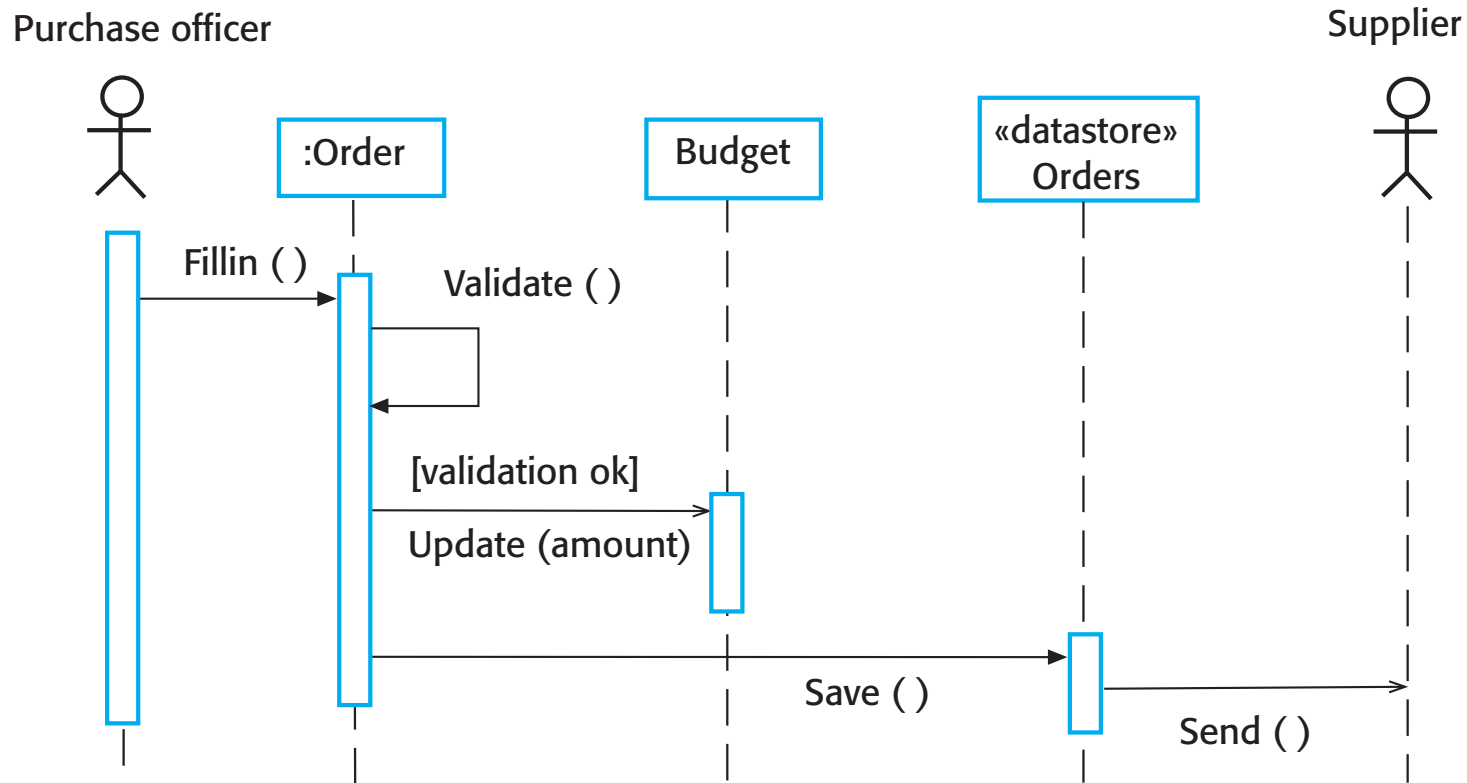 Purchase officer
Supplier
:Order
Budget
«datastore»
Orders
Fillin ( )
Validate ( )
[validation ok]
Update (amount)
Save ( )
Send ( )